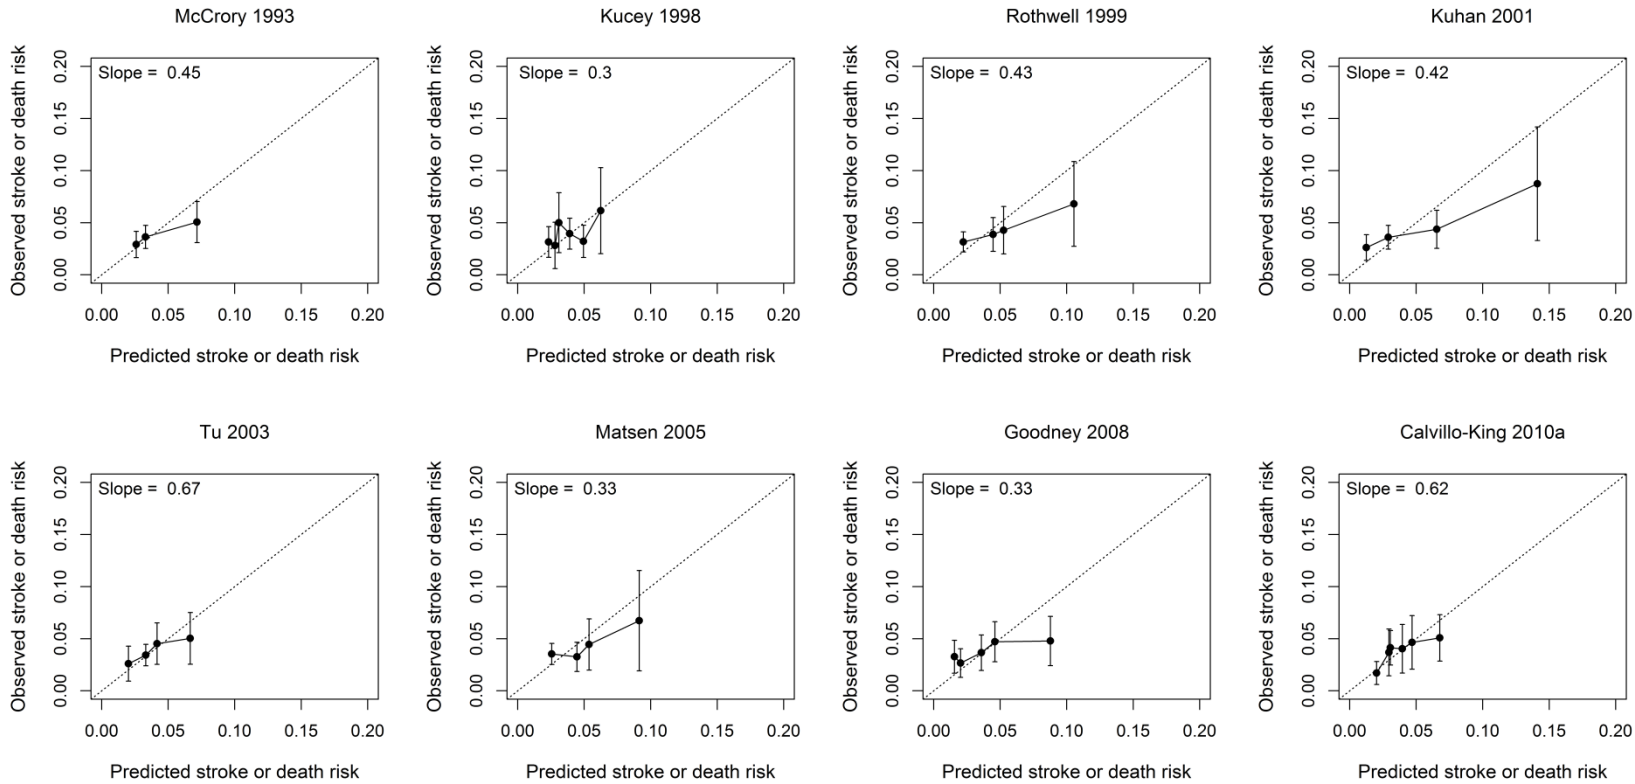 McCrory 1993
Slope = 0.45
Observed stroke or death risk
0.00 0.05 0.10 0.15 0.20
0.00 0.05 0.10 0.15 0.20
Predicted stroke or death risk
Kucey 1998
Slope = 0.3
Observed stroke or death risk
0.00 0.05 0.10 0.15 0.20
0.00 0.05 0.10 0.15 0.20
Predicted stroke or death risk
Rothwell 1999
Slope = 0.43
Observed stroke or death risk
0.00 0.05 0.10 0.15 0.20
0.00 0.05 0.10 0.15 0.20
Predicted stroke or death risk
Kuhan 2001
Slope = 0.42
Observed stroke or death risk
0.00 0.05 0.10 0.15 0.20
0.00 0.05 0.10 0.15 0.20
Predicted stroke or death risk
Tu 2003
Slope = 0.67
Observed stroke or death risk
0.00 0.05 0.10 0.15 0.20
0.00 0.05 0.10 0.15 0.20
Predicted stroke or death risk
Matsen 2005
Slope = 0.33
Observed stroke or death risk
0.00 0.05 0.10 0.15 0.20
0.00 0.05 0.10 0.15 0.20
Predicted stroke or death risk
Goodney 2008
Slope = 0.33
Observed stroke or death risk
0.00 0.05 0.10 0.15 0.20
0.00 0.05 0.10 0.15 0.20
Predicted stroke or death risk
Calvillo-King 2010a
Slope = 0.62
Observed stroke or death risk
0.00 0.05 0.10 0.15 0.20
0.00 0.05 0.10 0.15 0.20
Predicted stroke or death risk